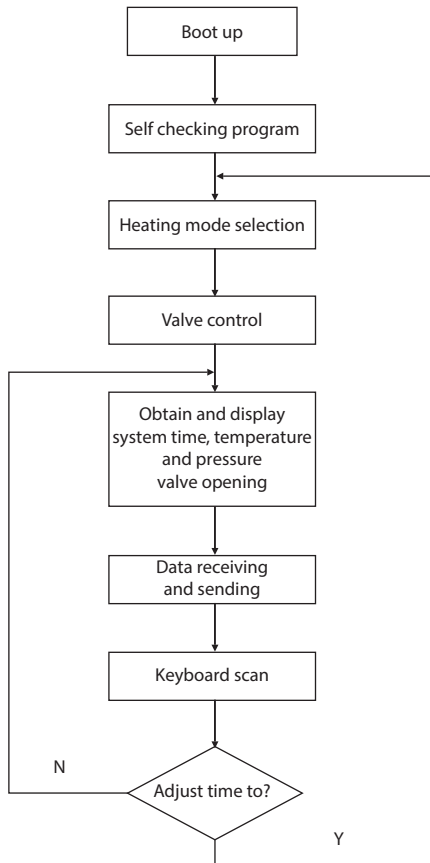 Boot up
Self checking program
Heating mode selection
Valve control
Obtain and display
system time, temperature
and pressure
valve opening
Data receiving
and sending
Keyboard scan
N
Adjust time to?
Y